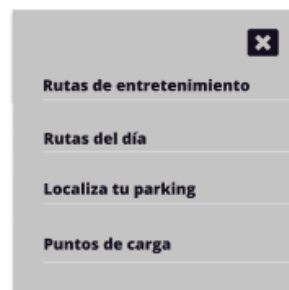 Rutas de entretenimiento
Rutas del día
Localiza tu parking
Puntos de carga